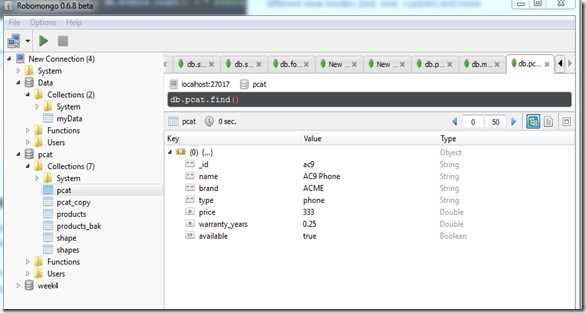 different view modes (text, tree, custom) and more
Robomongo 0.6.8 beta
File Options
New Connection (4)
System
Data
Collections (2)
System
myData
Functions
Users
pcat
Collections (7)
System
pcat
pcat_copy
products
products_bak
shape
shapes
Functions
Users
week4
db.s... db.s... db.fo... New ... New ... db.p... db.m... db.pc...
localhost:27017 pcat
db.pcat.find()
pcat 0 sec. 0 50
Key Value Type
(0) {...} Object
_id ac9 String
name AC9 Phone String
brand ACME String
type phone String
price 333 Double
warranty_years 0.25 Double
available true Boolean